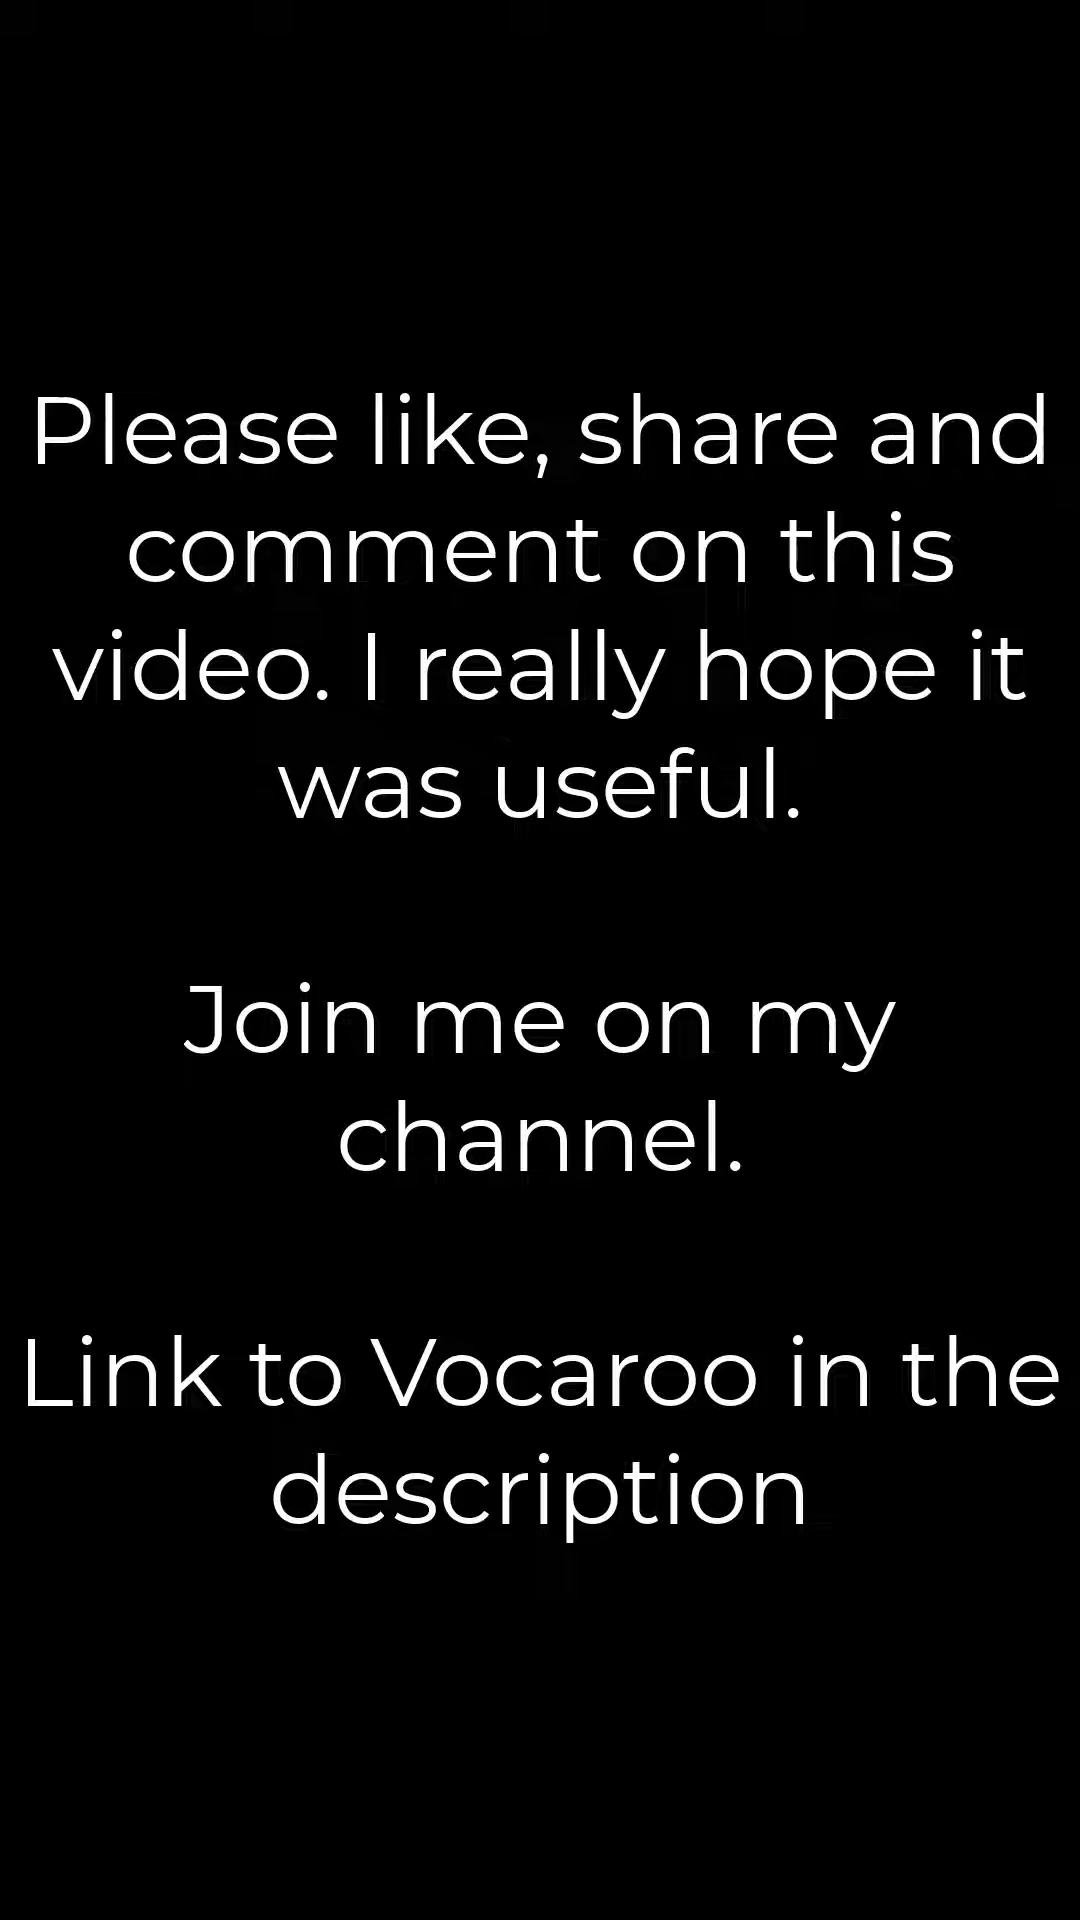 Please like, share and
comment on this
video. I really hope it
was useful.
Join me on my
channel.
Link to Vocaroo in the
description